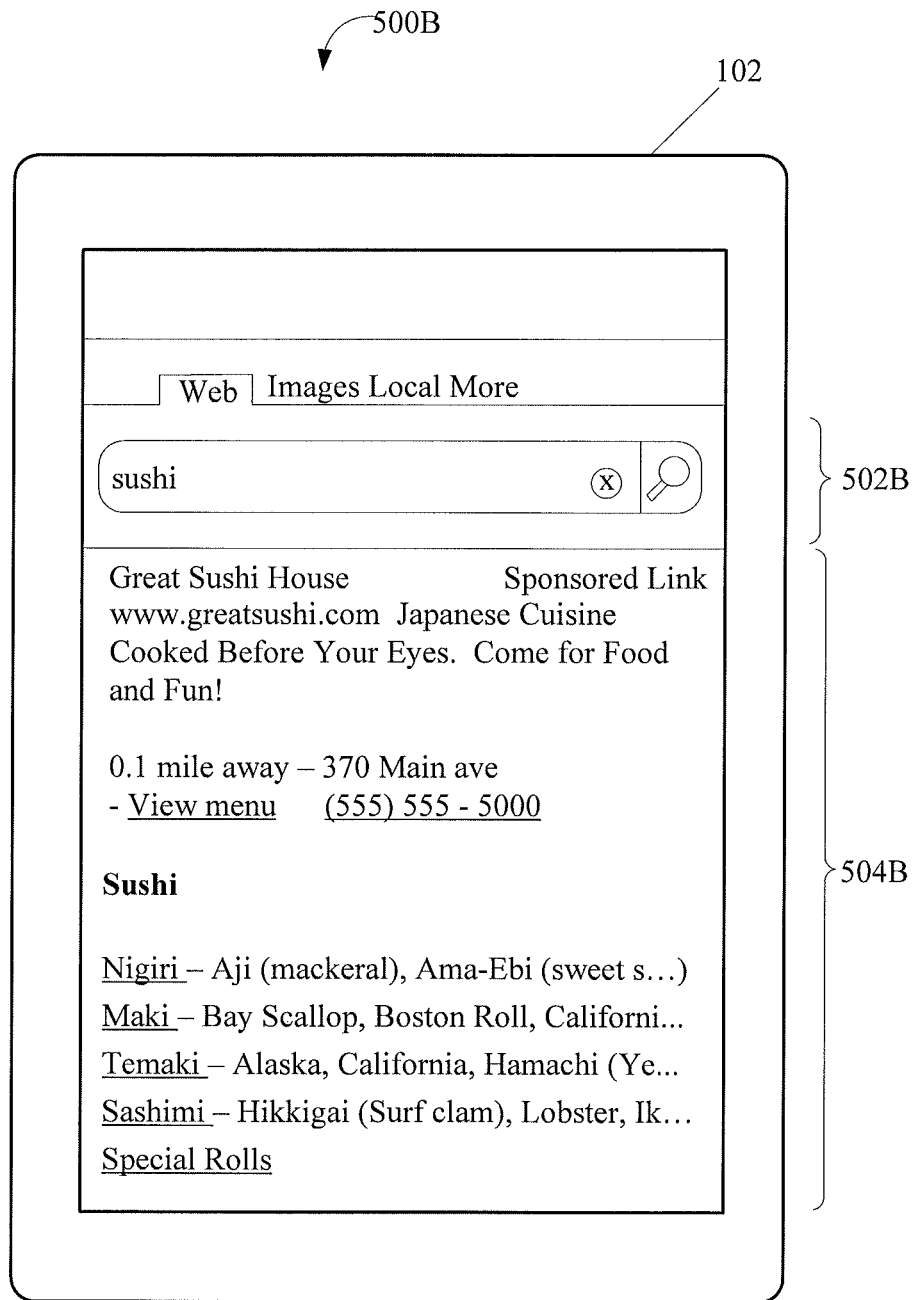 500B
102
Web Images Local More
sushi X
502B
Great Sushi House Sponsored Link
www.greatsushi.com Japanese Cuisine
Cooked Before Your Eyes. Come for Food
and Fun!
0.1 mile away – 370 Main ave
- View menu (555) 555 - 5000
504B
Sushi
Nigiri – Aji (mackeral), Ama-Ebi (sweet s...)
Maki – Bay Scallop, Boston Roll, Californi...
Temaki – Alaska, California, Hamachi (Ye...
Sashimi – Hikkigai (Surf clam), Lobster, Ik...
Special Rolls